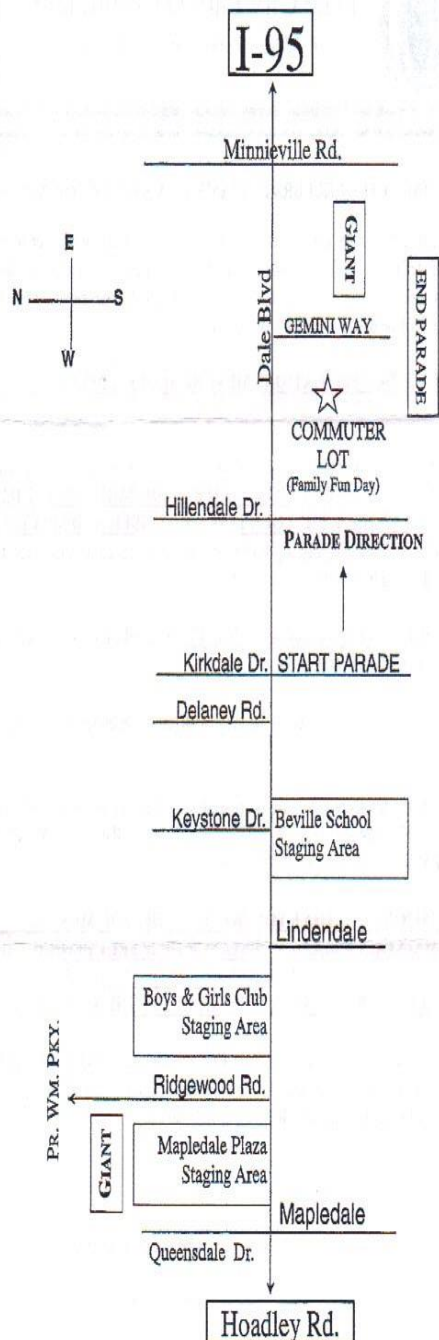 I-95
Minnieville Rd.
GIANT
E
N S
W
Dale Blvd
END PARADE
GEMINI WAY
COMMUTER
LOT
(Family Fun Day)
Hillendale Dr.
PARADE DIRECTION
Kirkdale Dr. START PARADE
Delaney Rd.
Keystone Dr. Beville School
Staging Area
Lindendale
Boys & Girls Club
Staging Area
PR. WM. PKY.
Ridgewood Rd.
GIANT
Mapledale Plaza
Staging Area
Mapledale
Queensdale Dr.
Hoadley Rd.